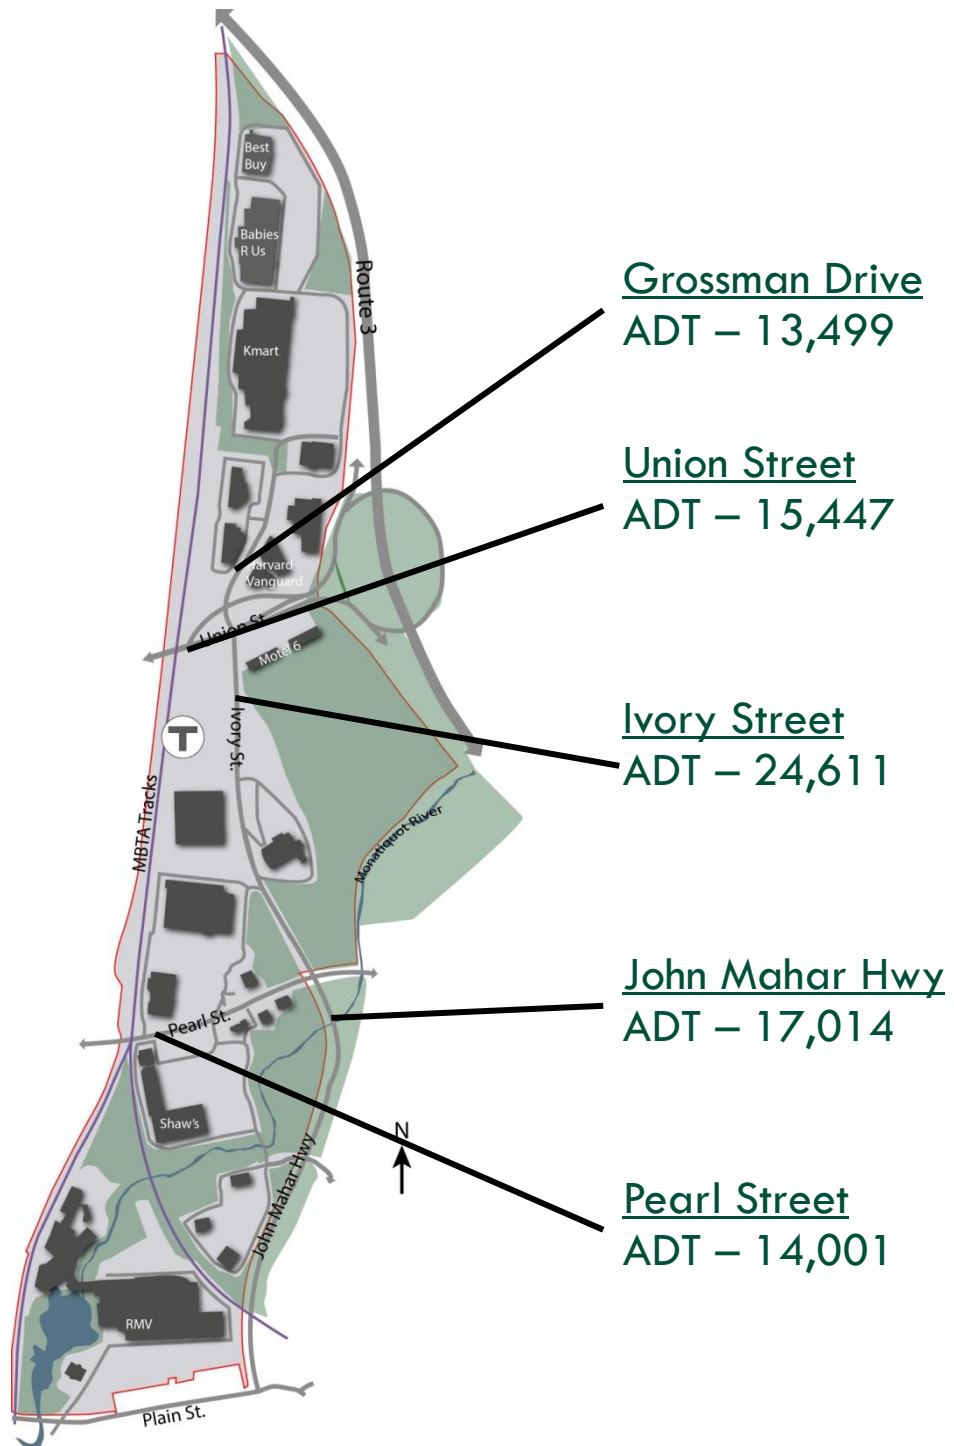 Best
Buy
Babies
R Us
Route 3
Kmart
Harvard
Vanguard
Union St.
Motel 6
Ivory St.
T
MBTA Tracks
Monatiquot River
Pearl St.
Shaw's
N
John Mahar Hwy
RMV
Plain St.
Grossman Drive
ADT – 13,499
Union Street
ADT – 15,447
Ivory Street
ADT – 24,611
John Mahar Hwy
ADT – 17,014
Pearl Street
ADT – 14,001